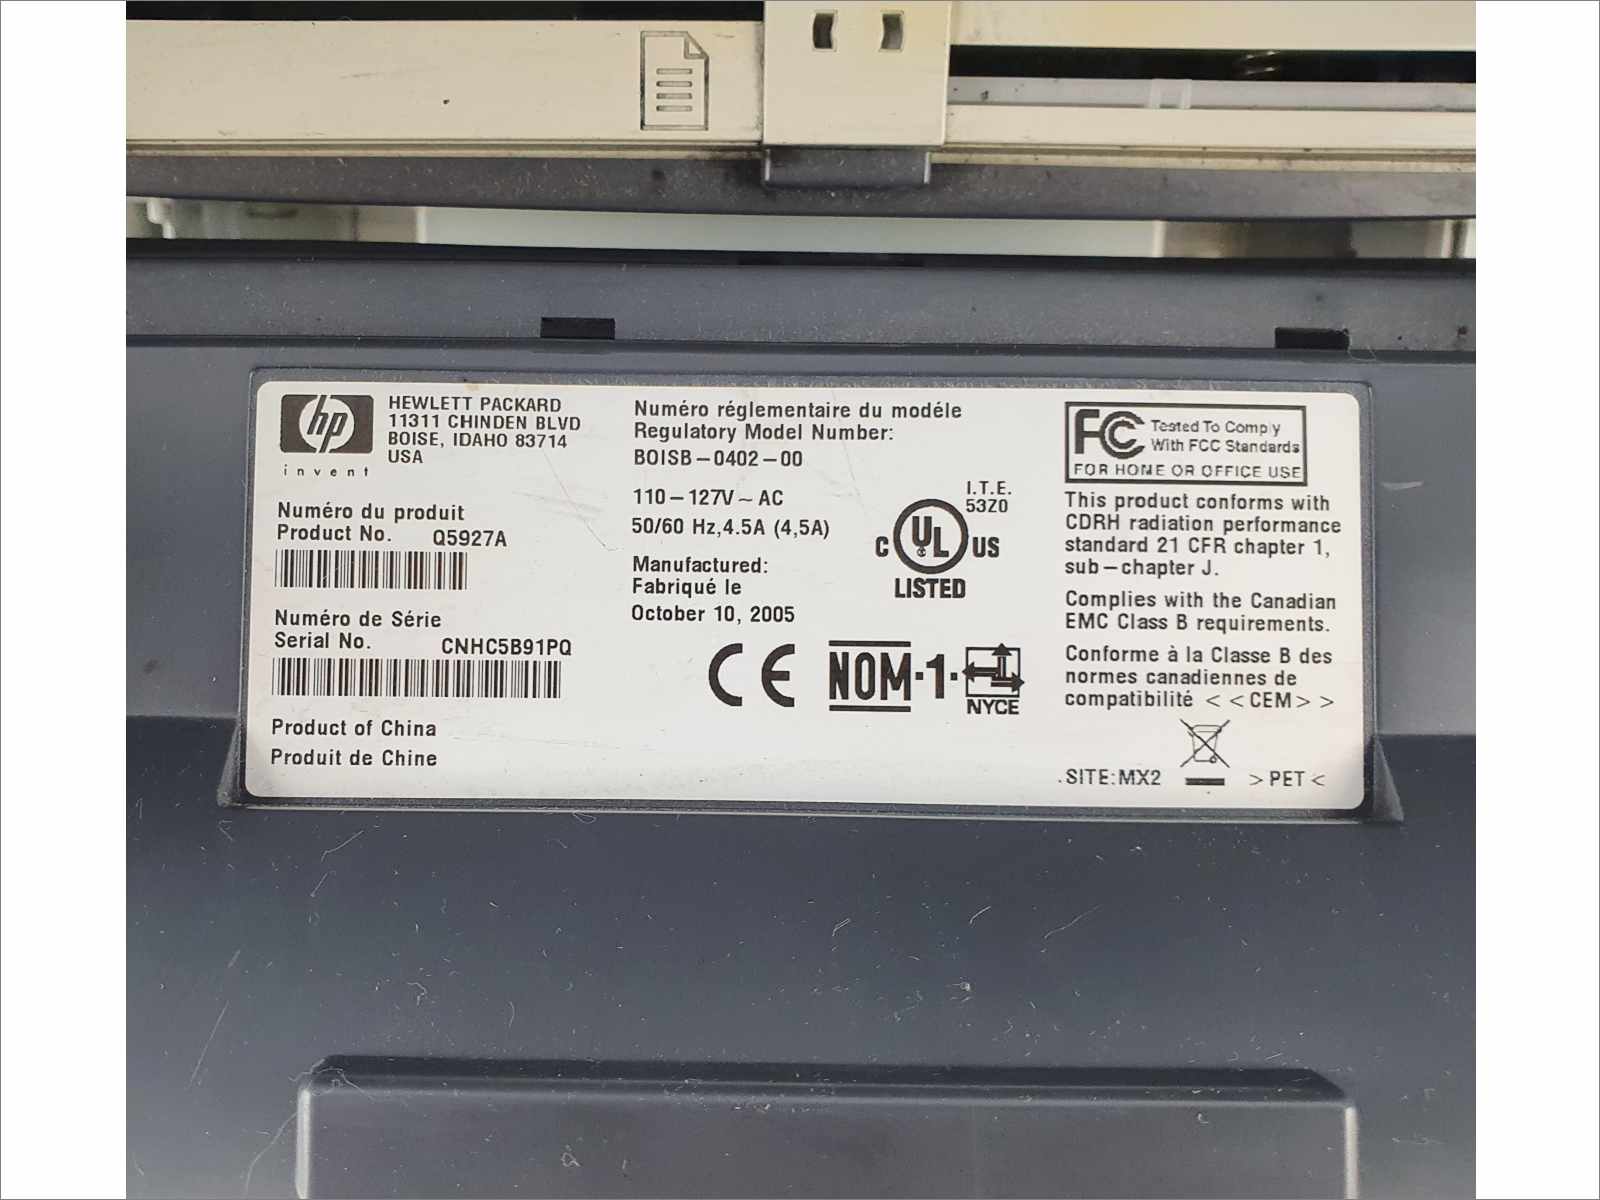 hp
invent
HEWLETT PACKARD
11311 CHINDEN BLVD
BOISE, IDAHO 83714
USA
Numéro du produit
Product No. Q5927A
Numéro de Série
Serial No. CNHC5B91PQ
Product of China
Produit de Chine
Numéro réglementaire du modéle
Regulatory Model Number:
BOISB-0402-00
110-127V~ AC
50/60 Hz,4.5A (4,5A)
Manufactured:
Fabriqué le
October 10, 2005
I.T.E.
53Z0
C UL US
LISTED
CE
NOM-1-
NYCE
FC Tested To Comply
With FCC Standards
FOR HOME OR OFFICE USE
This product conforms with
CDRH radiation performance
standard 21 CFR chapter 1,
sub-chapter J.
Complies with the Canadian
EMC Class B requirements.
Conforme à la Classe B des
normes canadiennes de
compatibilité <<CEM>>
.SITE:MX2 >PET<